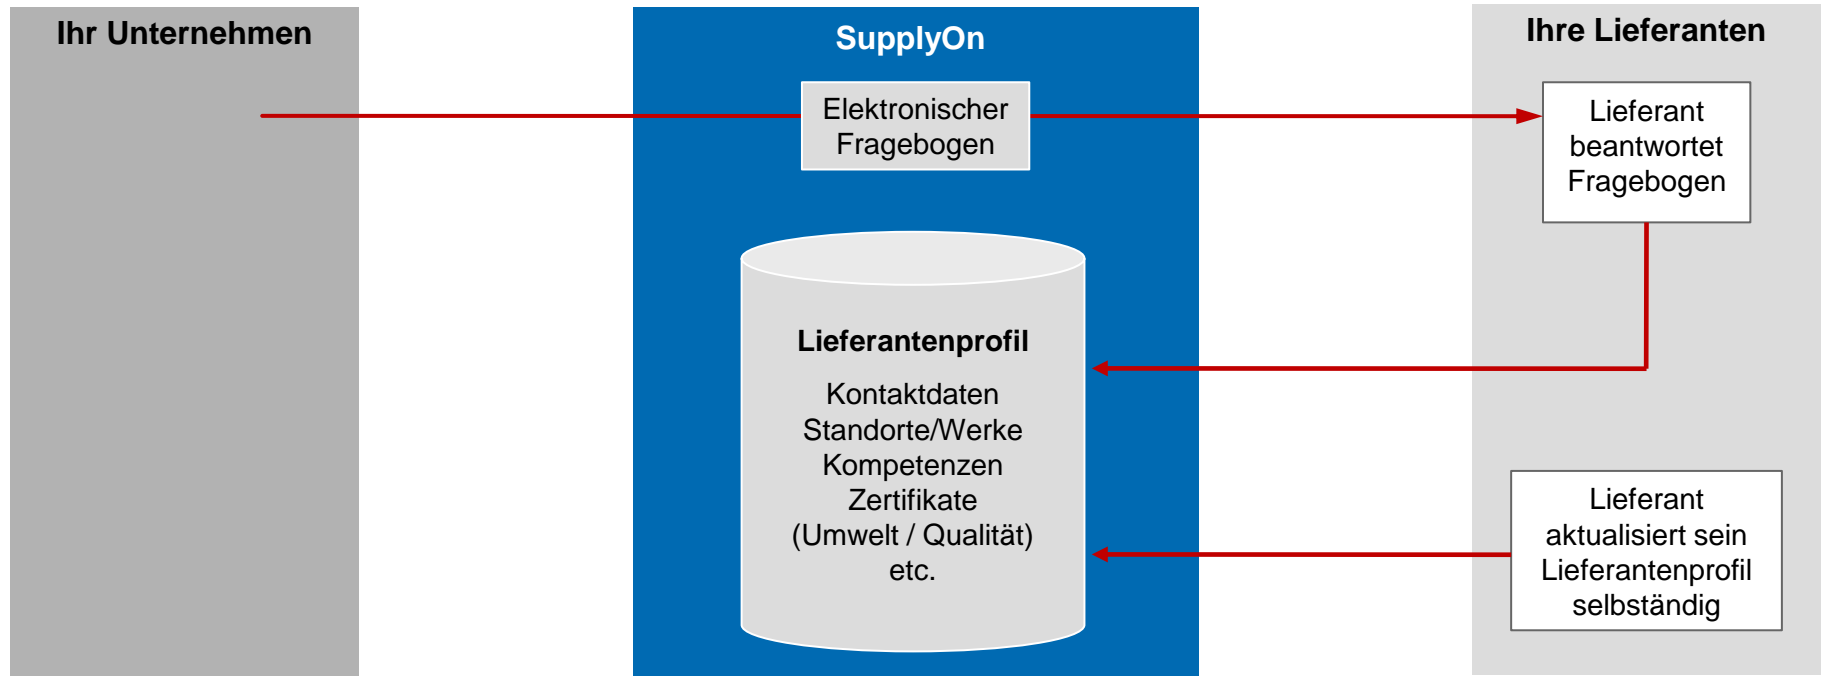 Ihr Unternehmen
SupplyOn
Ihre Lieferanten
Elektronischer
Fragebogen
Lieferant
beantwortet
Fragebogen
Lieferantenprofil
Kontaktdaten
Standorte/Werke
Kompetenzen
Zertifikate
(Umwelt / Qualität)
etc.
Lieferant
aktualisiert sein
Lieferantenprofil
selbständig